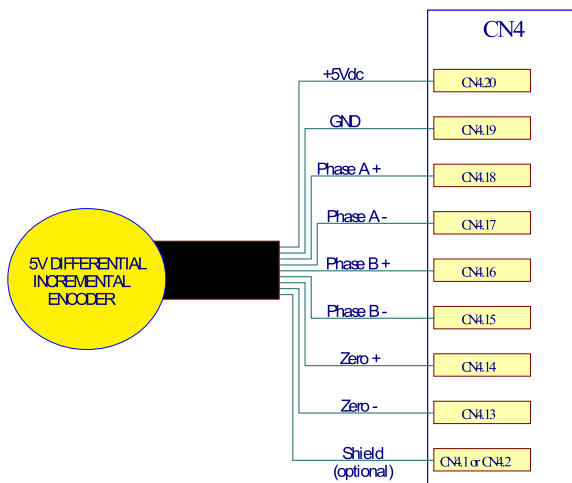 CN4
+5Vdc
CN4.20
GND
CN4.19
Phase A +
CN4.18
Phase A -
CN4.17
5V DIFFERENTIAL
INCREMENTAL
ENCODER
Phase B +
CN4.16
Phase B -
CN4.15
Zero +
CN4.14
Zero -
CN4.13
Shield
(optional)
CN4.1 or CN4.2